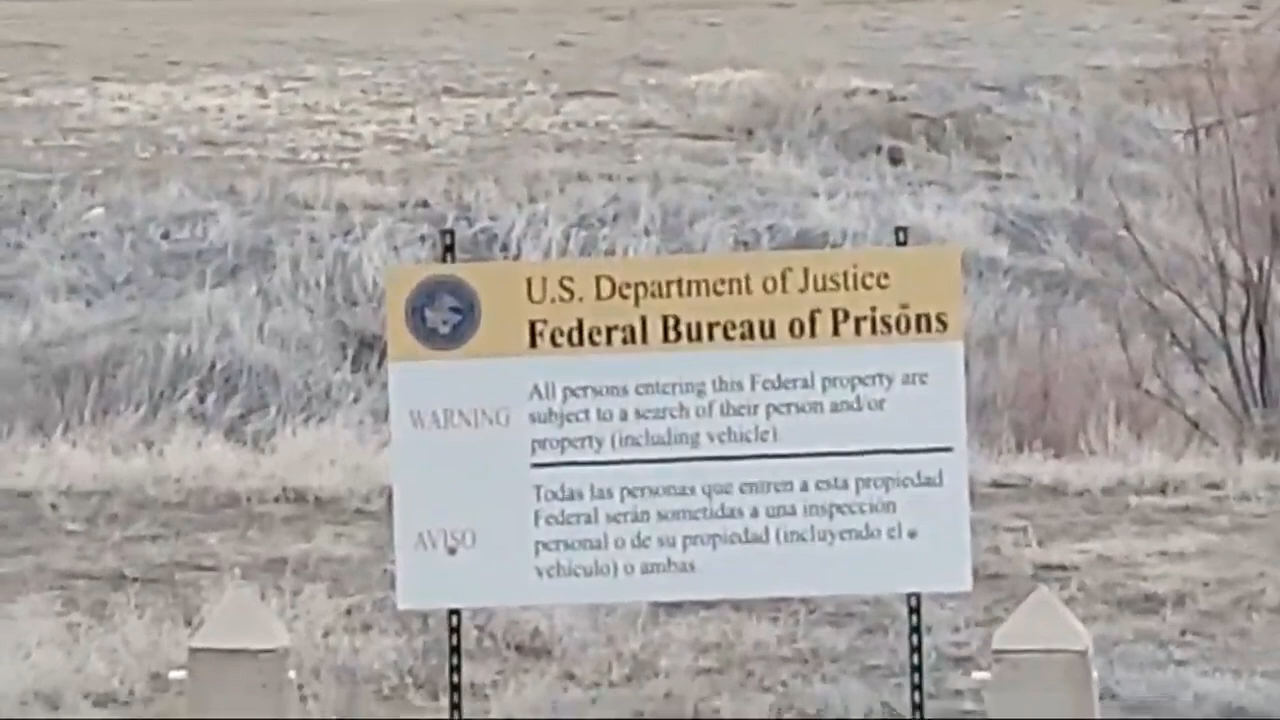 U.S. Department of Justice
Federal Bureau of Prisons
WARNING
All persons entering this Federal property are
subject to a search of their person and/or
property (including vehicle)
AVISO
Todas las personas que entren a esta propiedad
Federal serán sometidas a una inspección
personal o de su propiedad (incluyendo el
vehiculo) o ambas